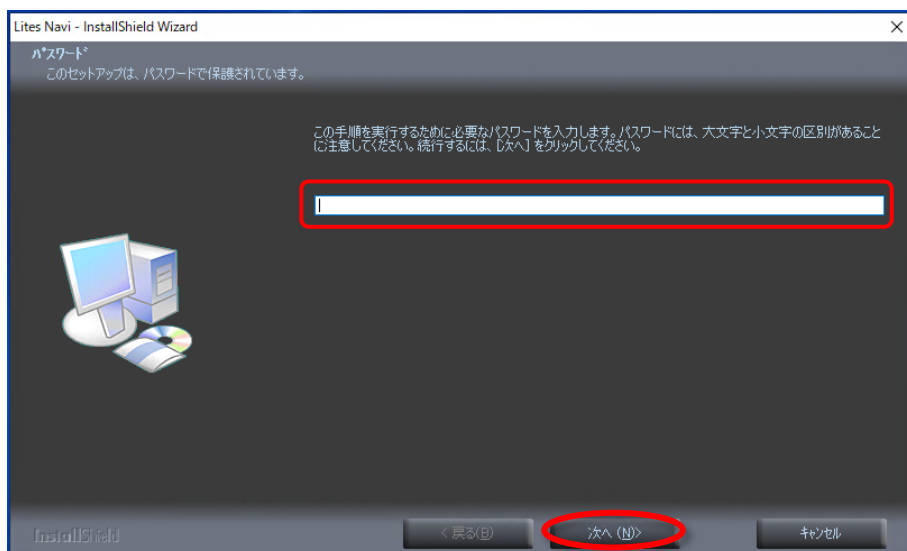 Lites Navi - InstallShield Wizard
パスワード
このセットアップは、パスワードで保護されています。
この手順を実行するために必要なパスワードを入力します。パスワードには、大文字と小文字の区別があること
にご注意してください。続行するには、[次へ] をクリックしてください。
InstallShield
< 戻る(B)
次へ (N)>
キャンセル